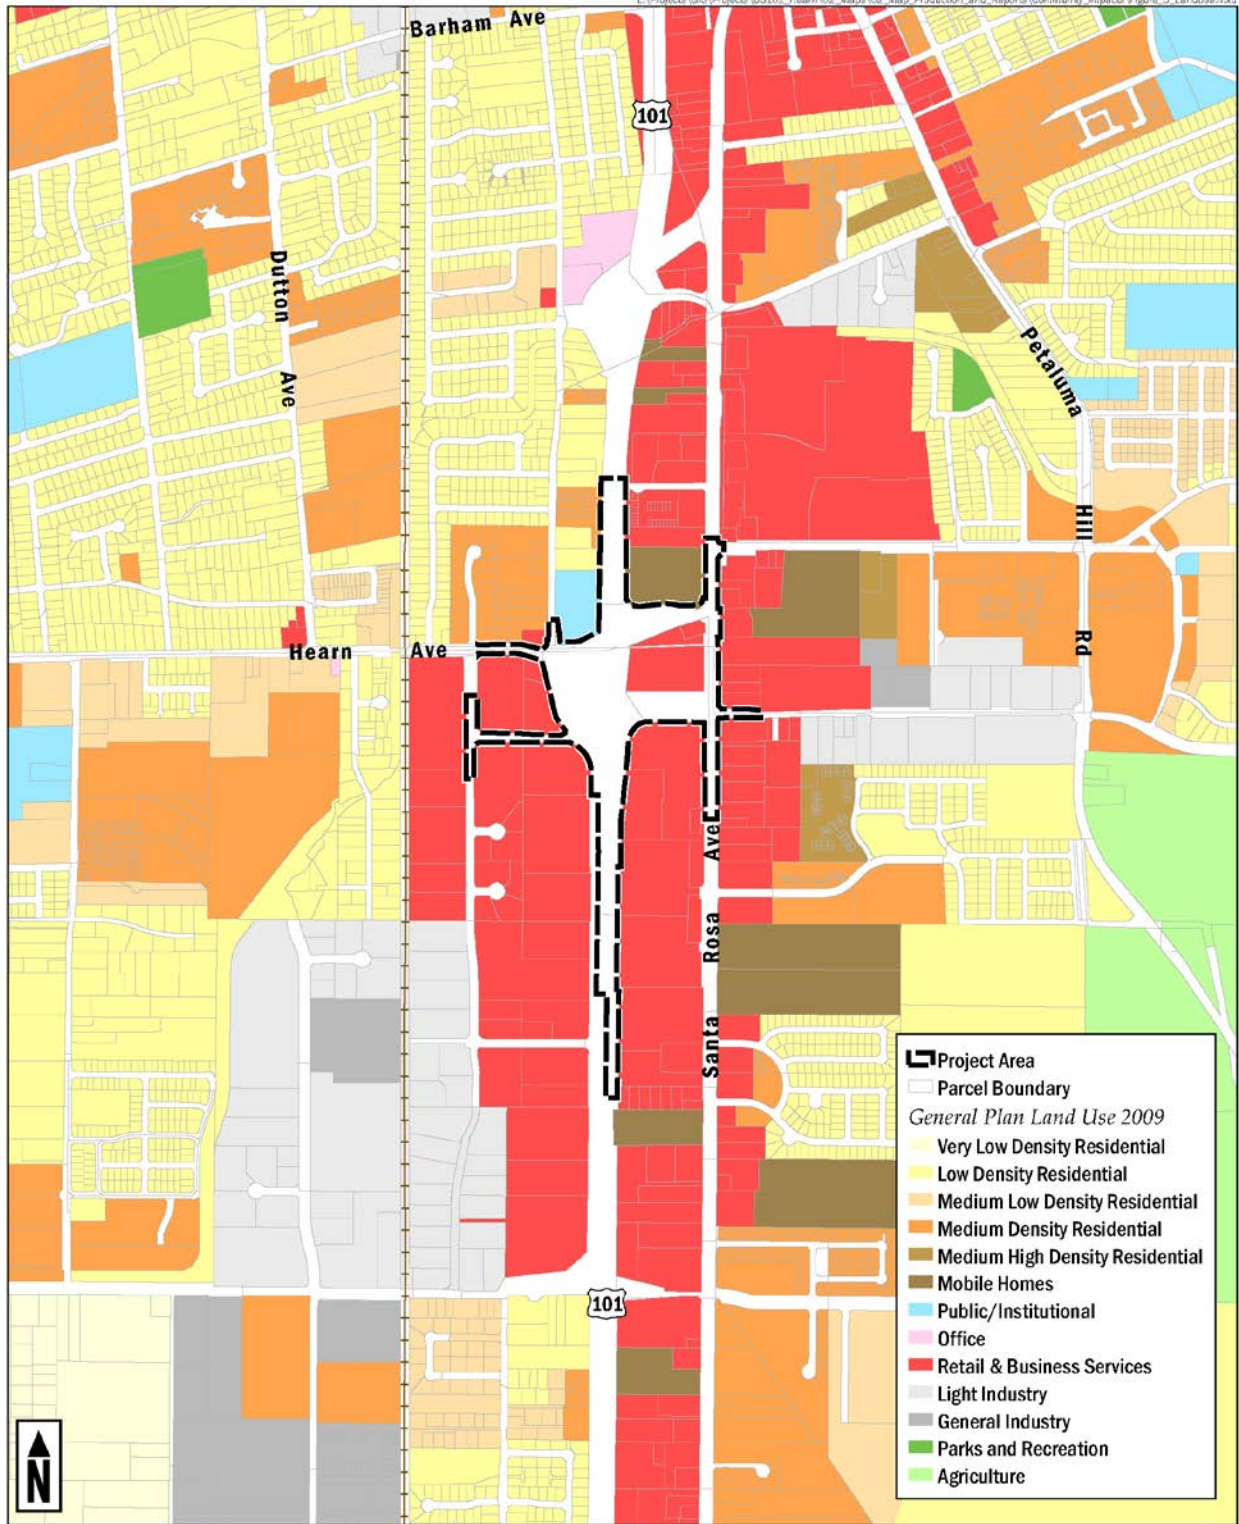 Barham Ave
101
Dutton
Ave
Petaluma
Hill
Rd
Hearn Ave
Ave
Rosa
Santa
101
Project Area
Parcel Boundary
General Plan Land Use 2009
Very Low Density Residential
Low Density Residential
Medium Low Density Residential
Medium Density Residential
Medium High Density Residential
Mobile Homes
Public/Institutional
Office
Retail & Business Services
Light Industry
General Industry
Parks and Recreation
Agriculture
N